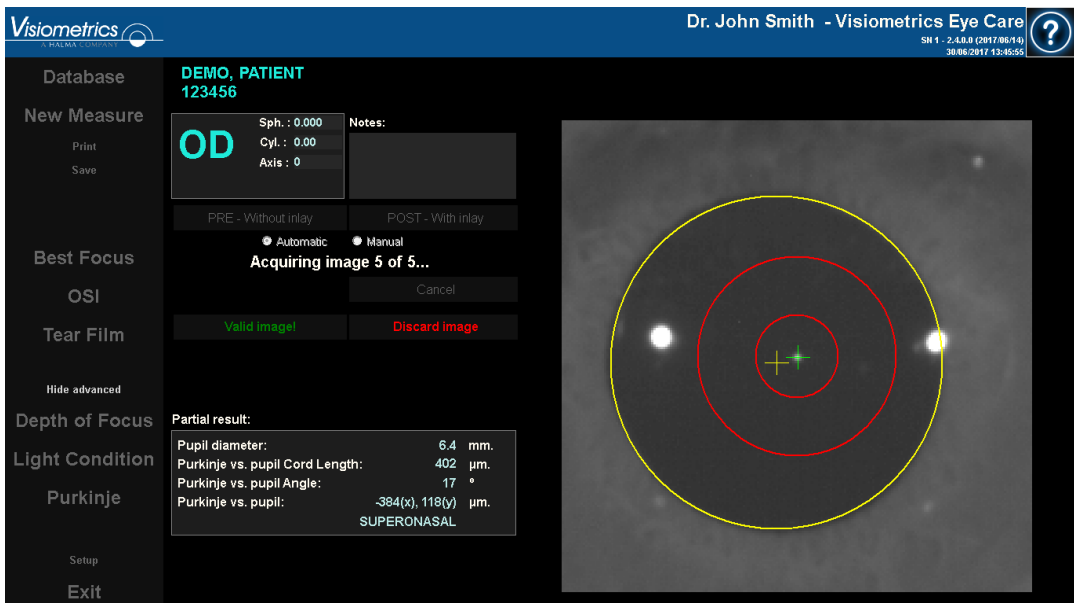 Visiometrics
A HALMA COMPANY
Dr. John Smith - Visiometrics Eye Care
SN 1 - 2.4.0.0 (2017/06/14)
30/06/2017 13:45:55
?
Database
New Measure
Print
Save
Best Focus
OSI
Tear Film
Hide advanced
Depth of Focus
Light Condition
Purkinje
Setup
Exit
DEMO, PATIENT
123456
OD
Sph. : 0.000
Cyl. : 0.00
Axis : 0
Notes:
PRE - Without inlay POST - With inlay
Automatic Manual
Acquiring image 5 of 5...
Cancel
Valid image! Discard image
Partial result:
Pupil diameter: 6.4 mm.
Purkinje vs. pupil Cord Length: 402 µm.
Purkinje vs. pupil Angle: 17 º
Purkinje vs. pupil: -384(x), 118(y) µm.
SUPERONASAL